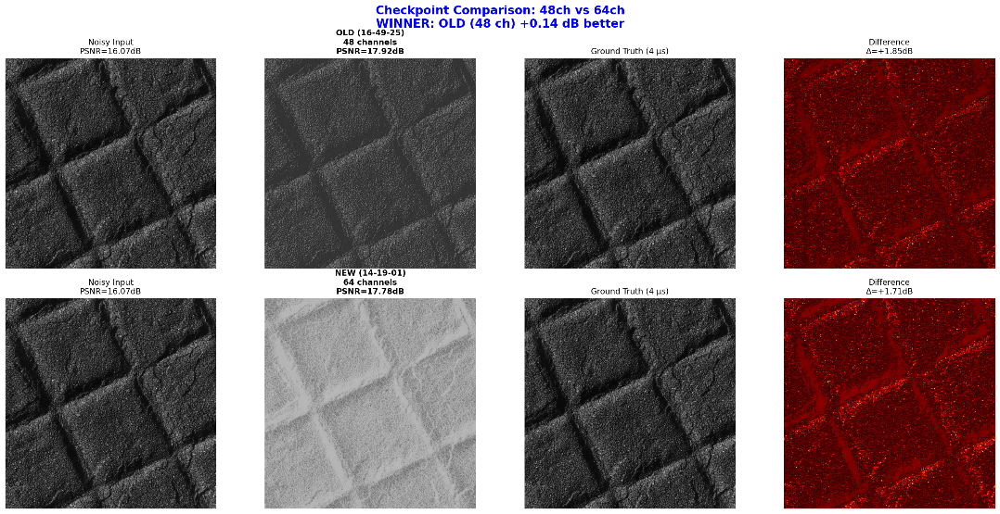 Checkpoint Comparison: 48ch vs 64ch
WINNER: OLD (48 ch) +0.14 dB better
Noisy Input
PSNR=16.07dB
OLD (16-49-25)
48 channels
PSNR=17.92dB
Ground Truth (4 μs)
Difference
Δ=+1.85dB
Noisy Input
PSNR=16.07dB
NEW (14-19-01)
64 channels
PSNR=17.78dB
Ground Truth (4 μs)
Difference
Δ=+1.71dB